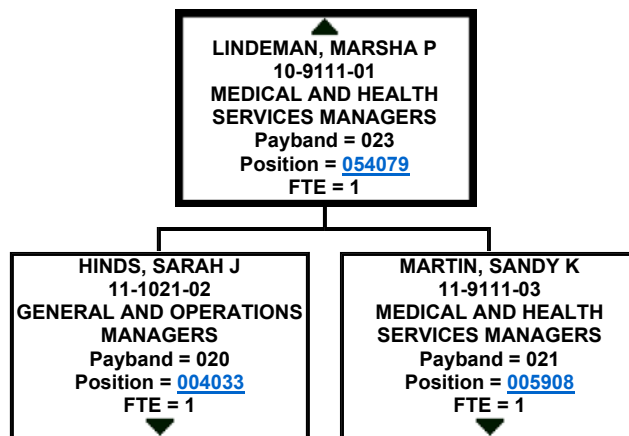 LINDEMAN, MARSHA P
10-9111-01
MEDICAL AND HEALTH
SERVICES MANAGERS
Payband = 023
Position = 054079
FTE = 1
HINDS, SARAH J
11-1021-02
GENERAL AND OPERATIONS
MANAGERS
Payband = 020
Position = 004033
FTE = 1
MARTIN, SANDY K
11-9111-03
MEDICAL AND HEALTH
SERVICES MANAGERS
Payband = 021
Position = 005908
FTE = 1